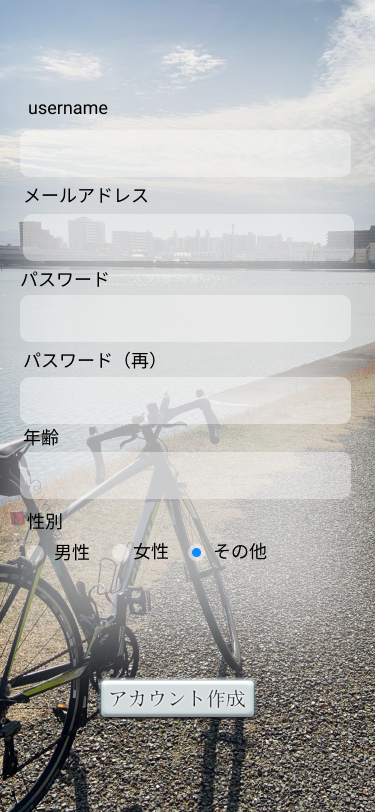 username
メールアドレス
パスワード
パスワード（再）
年齢
性別
男性 女性 その他
アカウント作成